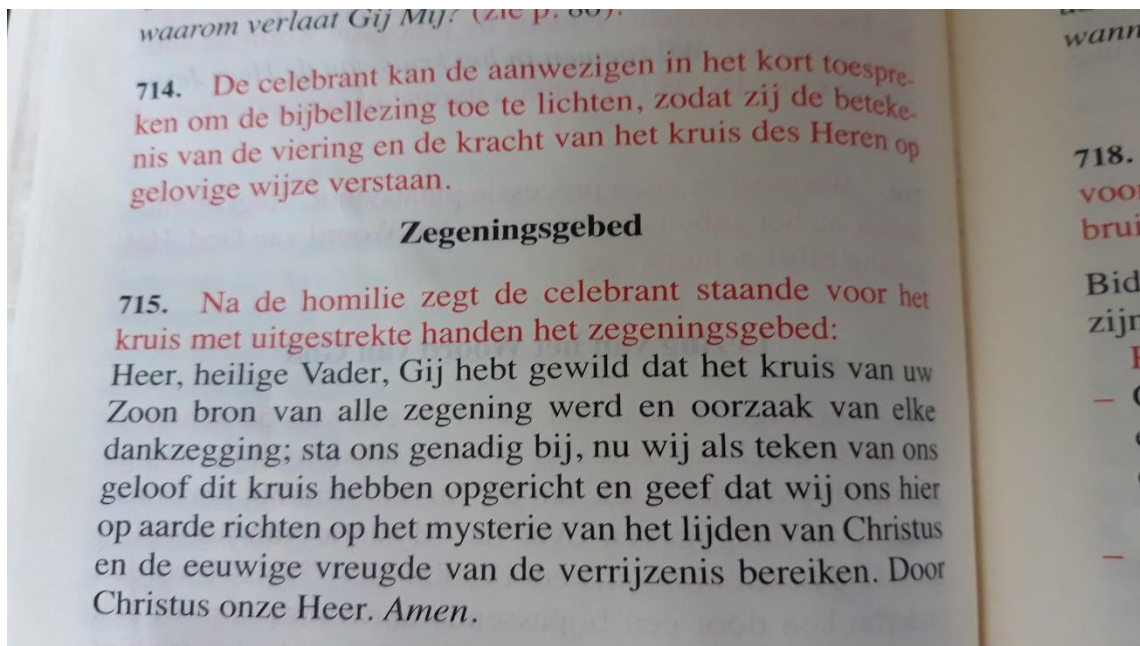 waarom verlaat Gij Mij? (zie p. 80).
714. De celebrant kan de aanwezigen in het kort toespre-
ken om de bijbellezing toe te lichten, zodat zij de beteke-
nis van de viering en de kracht van het kruis des Heren op
gelovige wijze verstaan.
Zegeningsgebed
715. Na de homilie zegt de celebrant staande voor het
kruis met uitgestrekte handen het zegeningsgebed:
Heer, heilige Vader, Gij hebt gewild dat het kruis van uw
Zoon bron van alle zegening werd en oorzaak van elke
dankzegging; sta ons genadig bij, nu wij als teken van ons
geloof dit kruis hebben opgericht en geef dat wij ons hier
op aarde richten op het mysterie van het lijden van Christus
en de eeuwige vreugde van de verrijzenis bereiken. Door
Christus onze Heer. Amen.
wann
718.
voor
brui
Bid
zijn